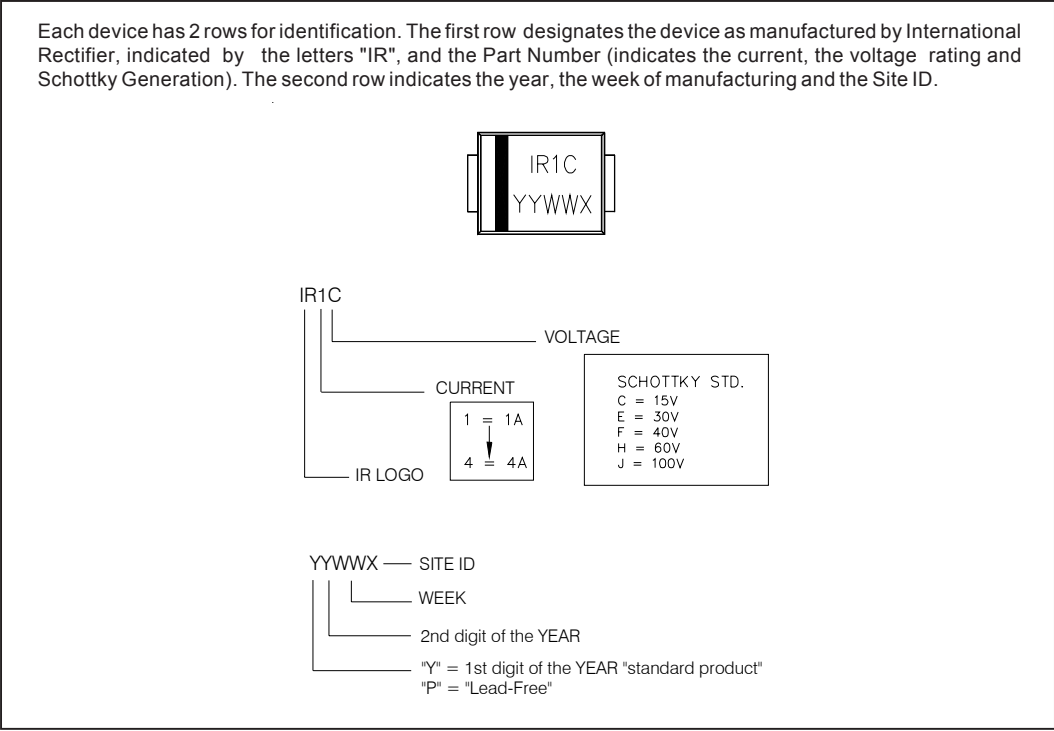 Each device has 2 rows for identification. The first row designates the device as manufactured by International
Rectifier, indicated by the letters "IR", and the Part Number (indicates the current, the voltage rating and
Schottky Generation). The second row indicates the year, the week of manufacturing and the Site ID.
IR1C
YYWWX
IR1C
VOLTAGE
CURRENT
1 = 1A
4 = 4A
IR LOGO
SCHOTTKY STD.
C = 15V
E = 30V
F = 40V
H = 60V
J = 100V
YYWWX
SITE ID
WEEK
2nd digit of the YEAR
"Y" = 1st digit of the YEAR "standard product"
"P" = "Lead-Free"